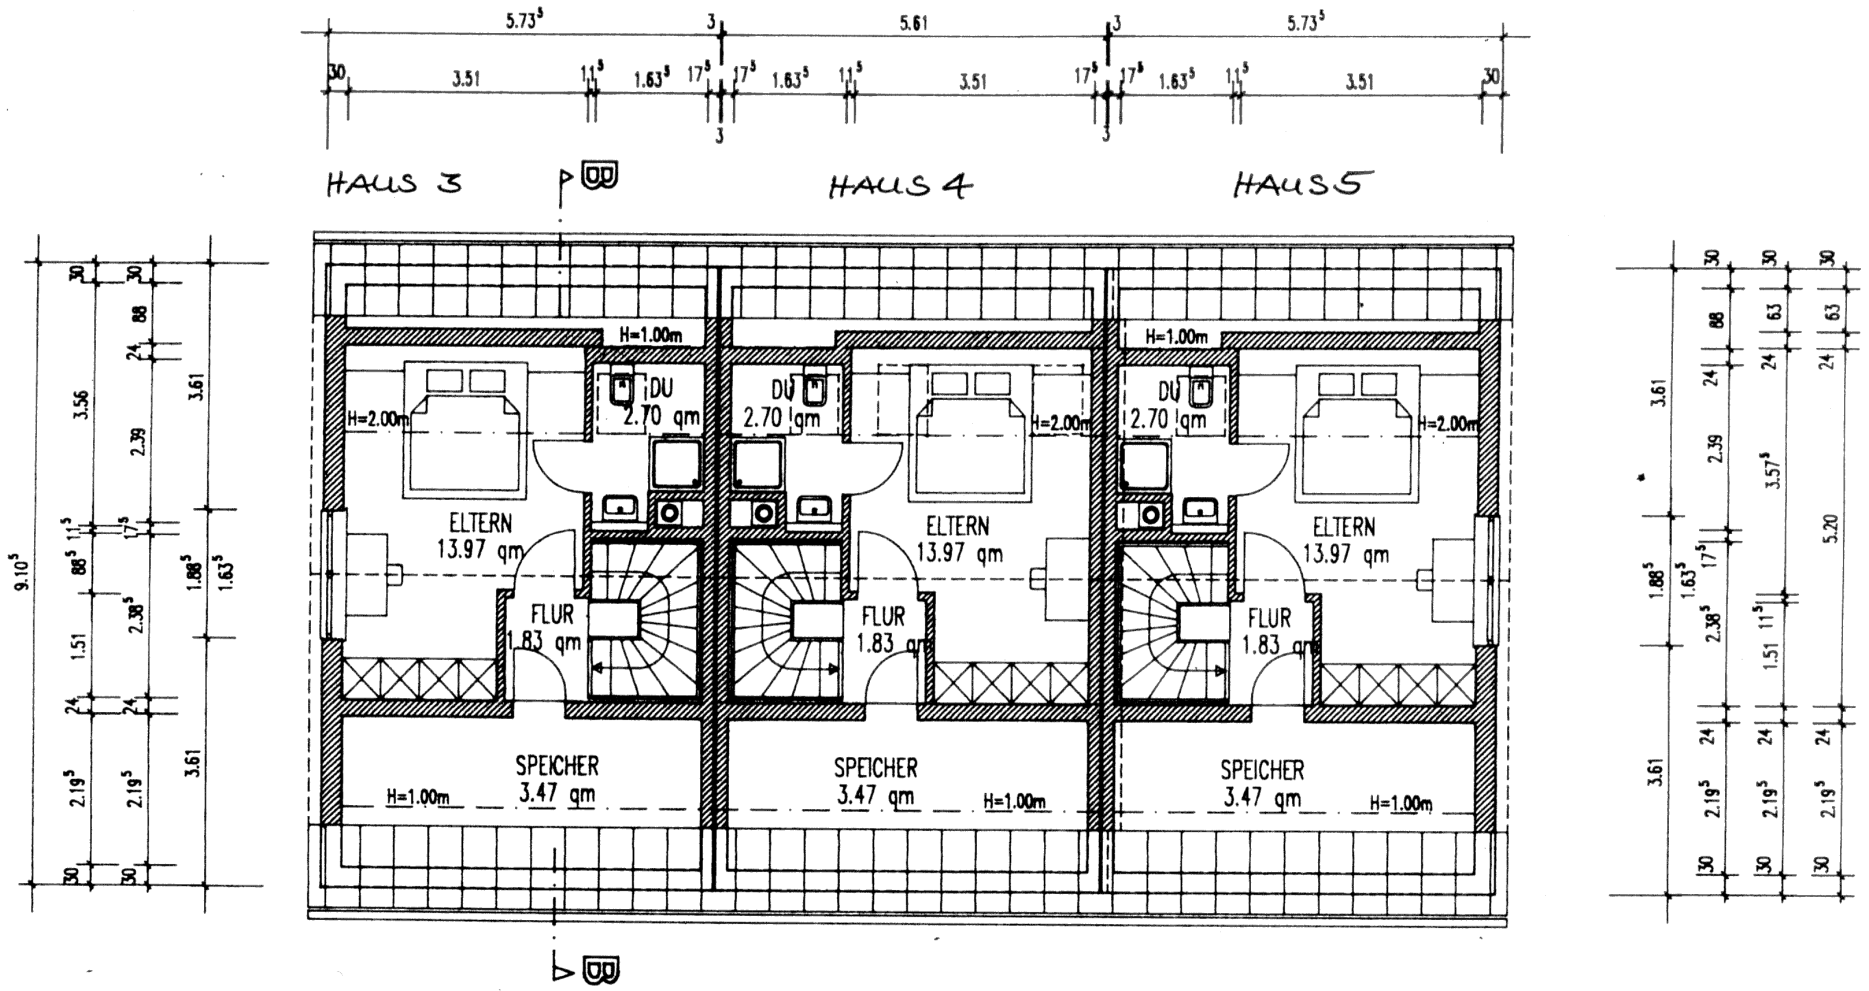 5.73⁵ 3 5.61 3 5.73⁵
30 3.51 11⁵ 1.63⁵ 17⁵ 17⁵ 1.63⁵ 11⁵ 3.51 17⁵ 17⁵ 1.63⁵ 11⁵ 3.51 30
3 3
HAUS 3 B HAUS 4 HAUS 5
H=1.00m H=1.00m
DU DU DU
2.70 qm 2.70 qm 2.70 qm
H=2.00m H=2.00m H=2.00m
ELTERN ELTERN ELTERN
13.97 qm 13.97 qm 13.97 qm
FLUR FLUR FLUR
1.83 qm 1.83 qm 1.83 qm
SPEICHER SPEICHER SPEICHER
3.47 qm 3.47 qm 3.47 qm
H=1.00m H=1.00m H=1.00m
B
9.10⁵
30 3.56 11⁵ 88⁵ 1.51 24 2.19⁵ 30
30 88 24 2.39 17⁵ 2.38⁵ 24 2.19⁵ 30
3.61 1.88⁵ 3.61
1.63⁵
3.61 1.88⁵ 3.61
1.63⁵
30 88 24 2.39 17⁵ 2.38⁵ 24 2.19⁵ 30
30 63 24 3.57⁵ 11⁵ 1.51 24 2.19⁵ 30
30 63 24 5.20 24 2.19⁵ 30